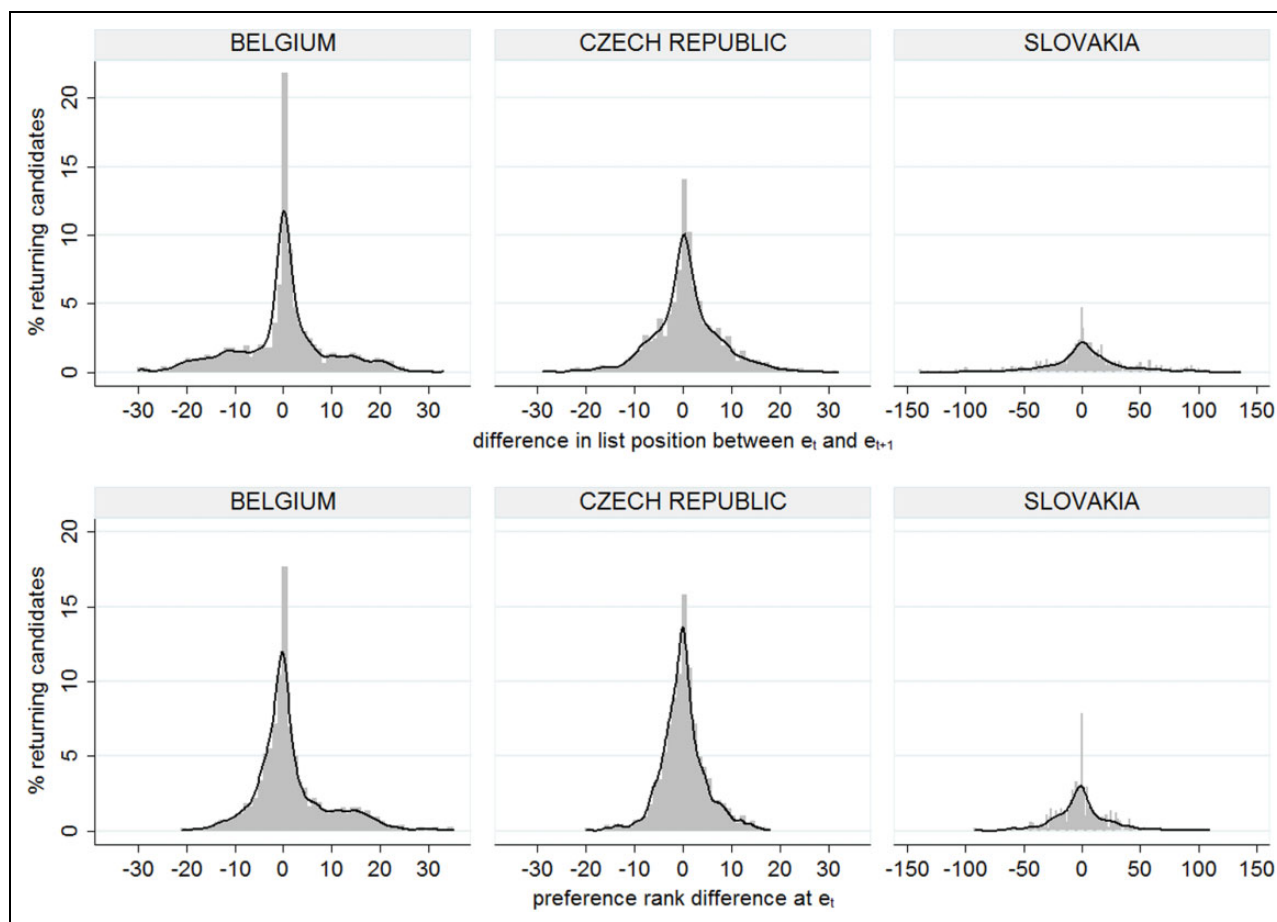 BELGIUM CZECH REPUBLIC SLOVAKIA
% returning candidates
20
15
10
5
0
-30 -20 -10 0 10 20 30 -30 -20 -10 0 10 20 30 -150 -100 -50 0 50 100 150
difference in list position between eₜ and eₜ₊₁
BELGIUM CZECH REPUBLIC SLOVAKIA
% returning candidates
20
15
10
5
0
-30 -20 -10 0 10 20 30 -30 -20 -10 0 10 20 30 -150 -100 -50 0 50 100 150
preference rank difference at eₜ